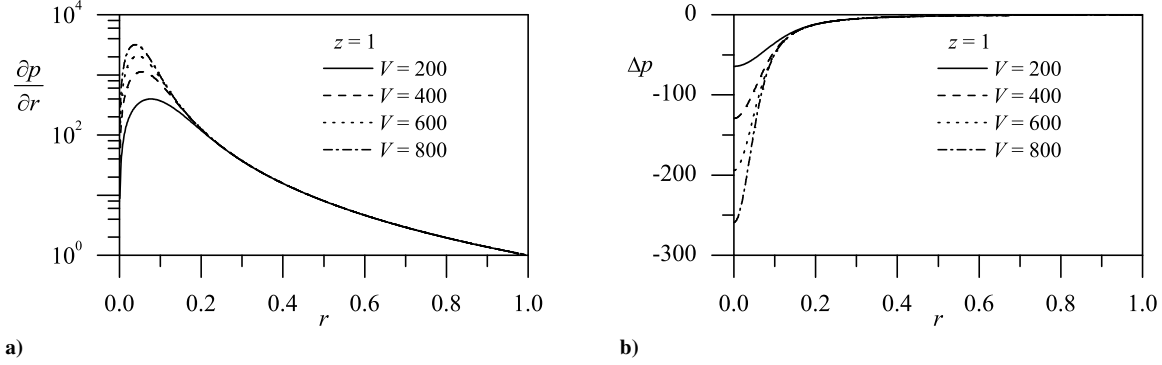 10^4
10^2
10^0
∂p
∂r
z = 1
V = 200
V = 400
V = 600
V = 800
0.0 0.2 0.4 0.6 0.8 1.0
r
a)
0
-100
-200
-300
Δp
z = 1
V = 200
V = 400
V = 600
V = 800
0.0 0.2 0.4 0.6 0.8 1.0
r
b)